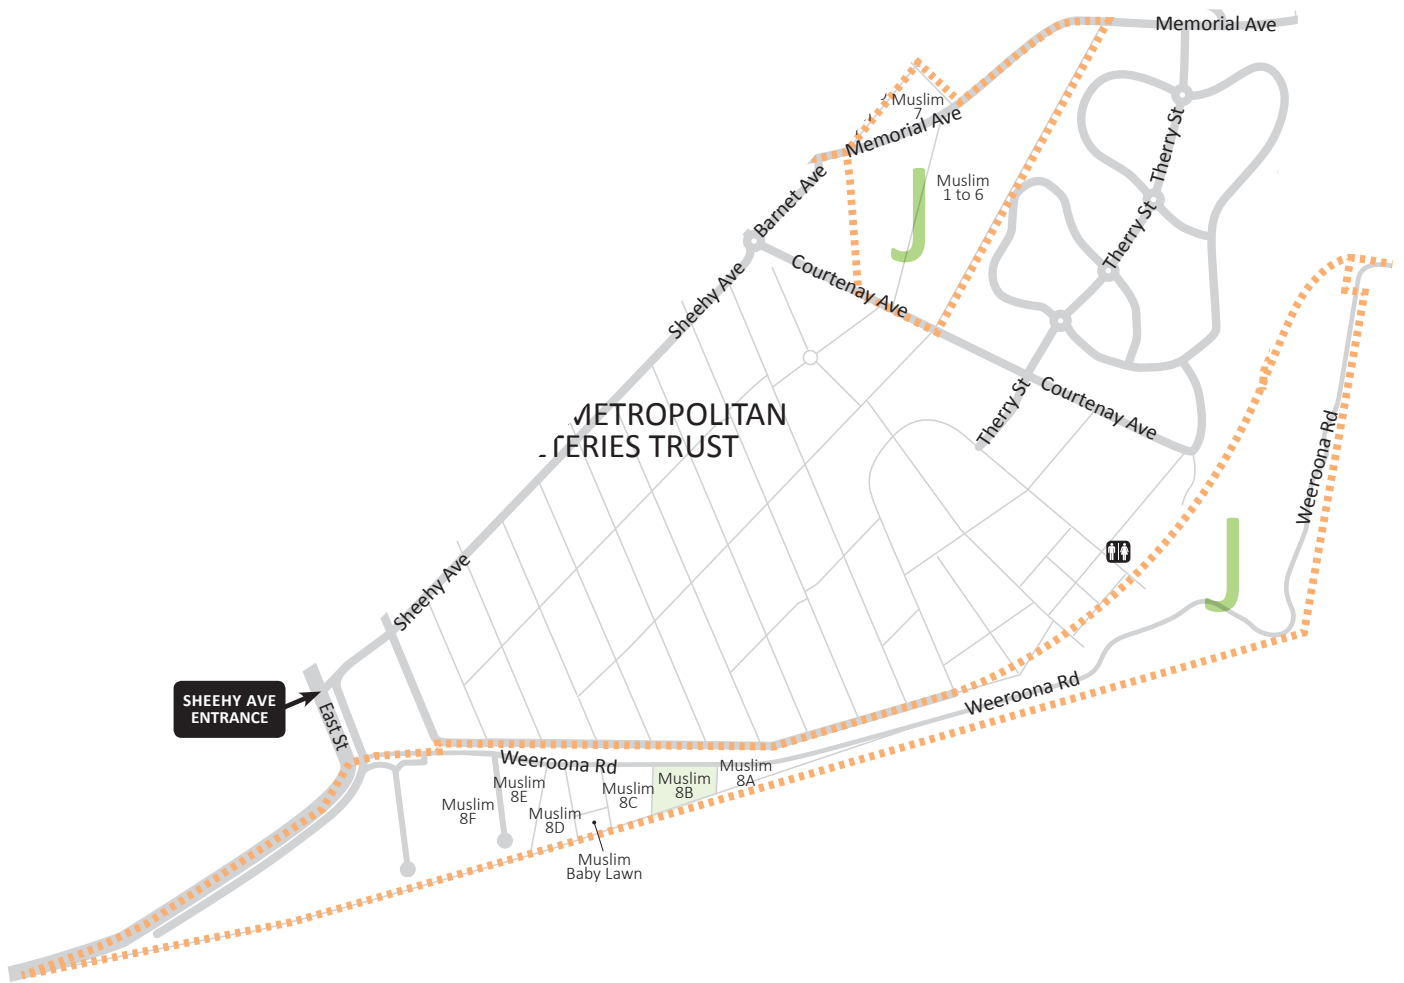 Memorial Ave
Muslim
7
Memorial Ave
Therry St
Muslim
1 to 6
Barnet Ave
Therry St
Courtenay Ave
Sheehy Ave
Courtenay Ave
Therry St
METROPOLITAN
TERIES TRUST
Weeroona Rd
Sheehy Ave
SHEEHY AVE
ENTRANCE
East St
Weeroona Rd
Weeroona Rd
Muslim
8A
Muslim
8B
Muslim
8C
Muslim
8E
Muslim
8F
Muslim
8D
Muslim
Baby Lawn
J
J